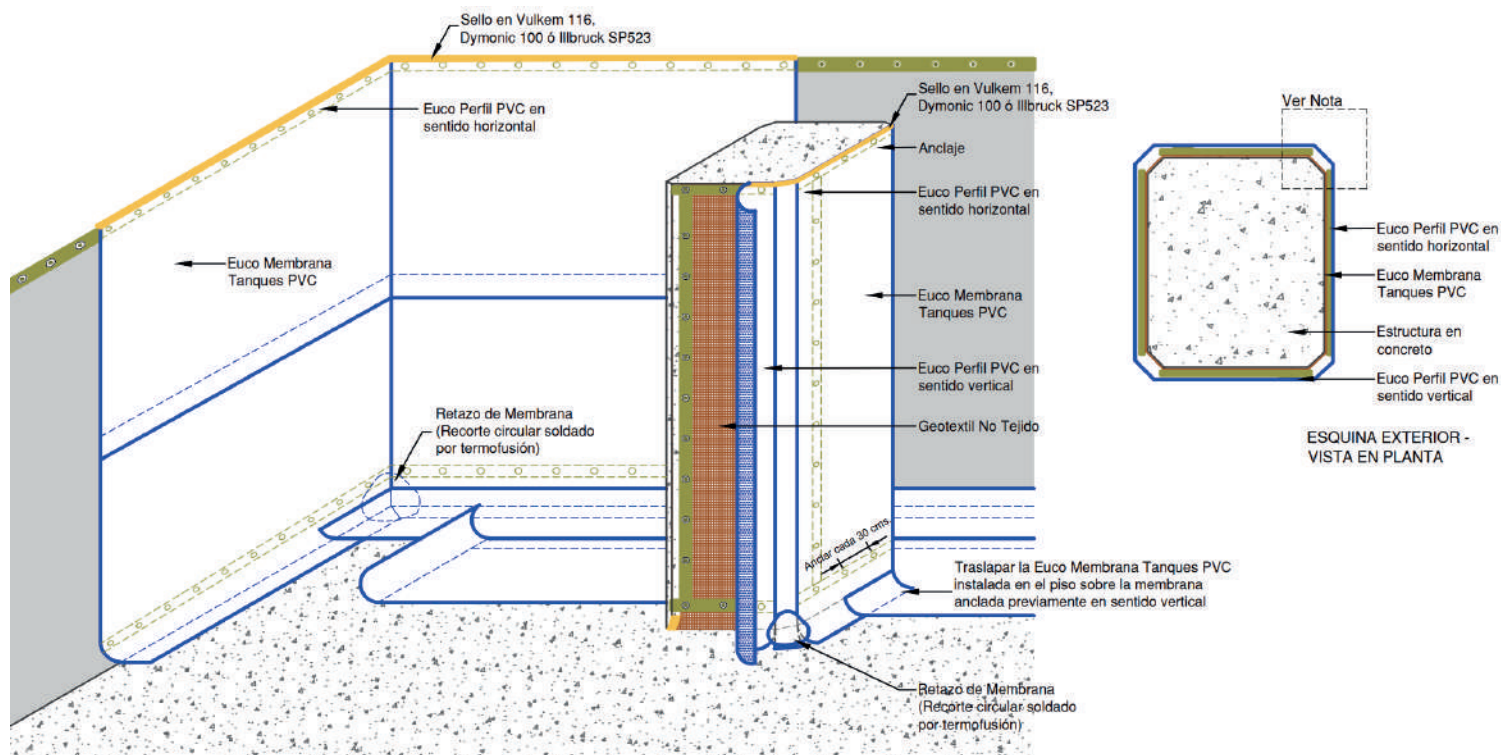 Sello en Vulkem 116,
Dymonic 100 ó Illbruck SP523
Euco Perfil PVC en
sentido horizontal
Euco Membrana
Tanques PVC
Retazo de Membrana
(Recorte circular soldado
por termofusión)
Sello en Vulkem 116,
Dymonic 100 ó Illbruck SP523
Anclaje
Euco Perfil PVC en
sentido horizontal
Euco Membrana
Tanques PVC
Euco Perfil PVC en
sentido vertical
Geotextil No Tejido
Anclar cada 30 cms.
Traslapar la Euco Membrana Tanques PVC
instalada en el piso sobre la membrana
anclada previamente en sentido vertical
Retazo de Membrana
(Recorte circular soldado
por termofusión)
Ver Nota
Euco Perfil PVC en
sentido horizontal
Euco Membrana
Tanques PVC
Estructura en
concreto
Euco Perfil PVC en
sentido vertical
ESQUINA EXTERIOR -
VISTA EN PLANTA